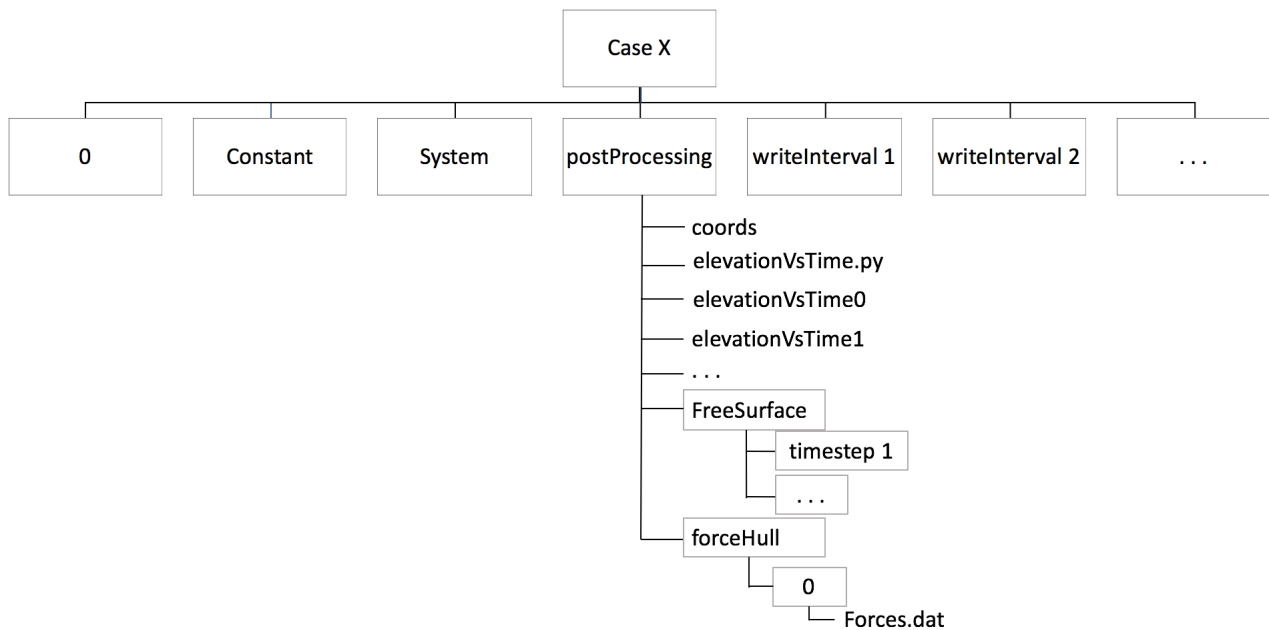 Case X
0
Constant
System
postProcessing
writeInterval 1
writeInterval 2
. . .
coords
elevationVsTime.py
elevationVsTime0
elevationVsTime1
. . .
FreeSurface
timestep 1
. . .
forceHull
0
Forces.dat